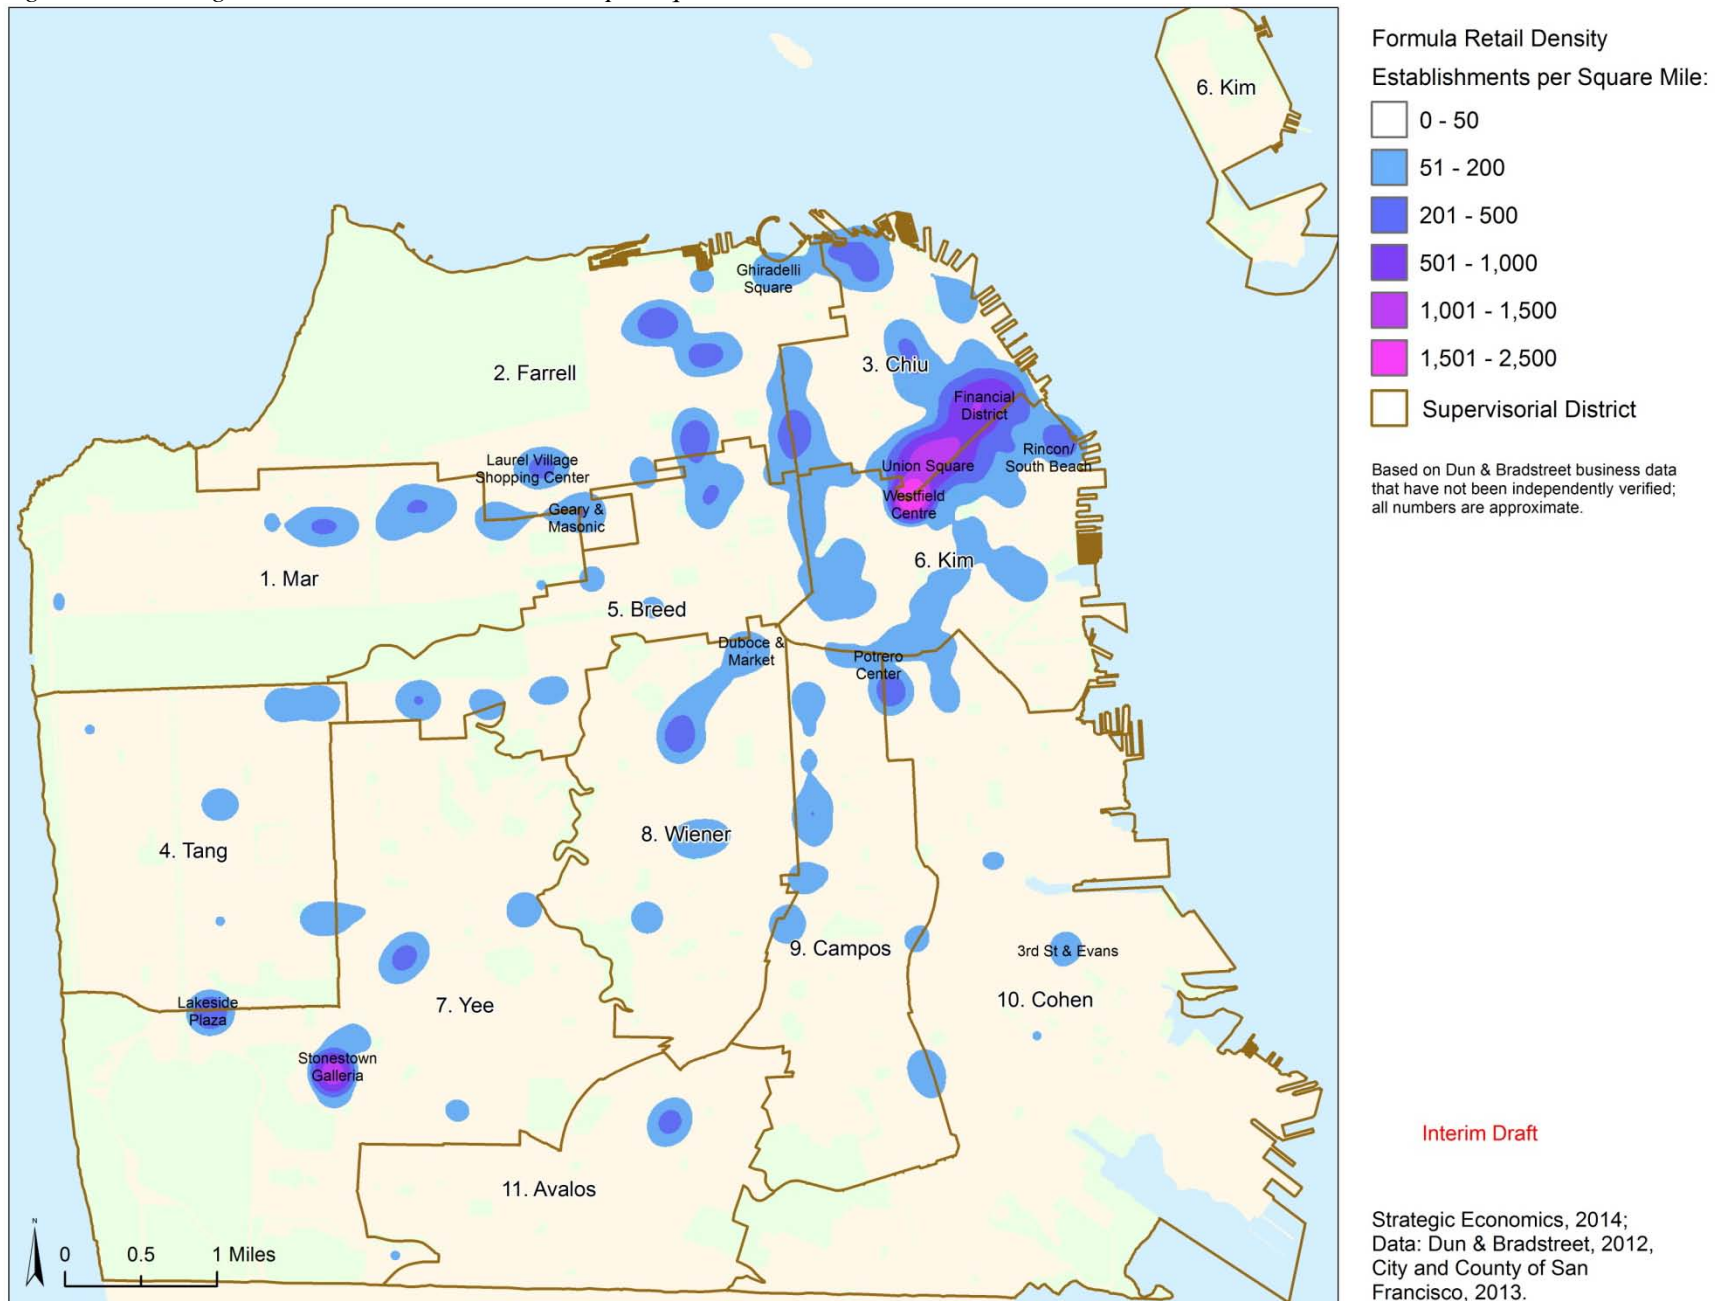 Formula Retail Density
Establishments per Square Mile:
0 - 50
51 - 200
201 - 500
501 - 1,000
1,001 - 1,500
1,501 - 2,500
Supervisorial District
Based on Dun & Bradstreet business data
that have not been independently verified;
all numbers are approximate.
Interim Draft
Strategic Economics, 2014;
Data: Dun & Bradstreet, 2012,
City and County of San
Francisco, 2013.
6. Kim
Ghiradelli
Square
2. Farrell
3. Chiu
Financial
District
Rincon/
South Beach
Union Square
Westfield
Centre
Laurel Village
Shopping Center
Geary &
Masonic
1. Mar
6. Kim
5. Breed
Duboce &
Market
Potrero
Center
4. Tang
8. Wiener
9. Campos
3rd St & Evans
10. Cohen
7. Yee
Lakeside
Plaza
Stonestown
Galleria
11. Avalos
N
0 0.5 1 Miles